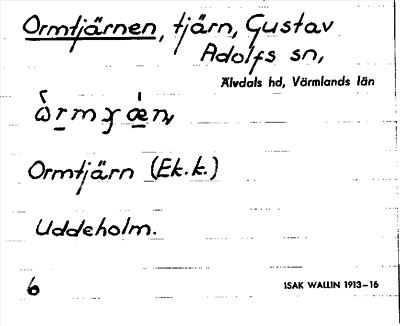 Ormtjärnen, tjärn, Gustav
Adolfs sn,
Älvdals hd, Värmlands län
Ormtjärn (Ek.k.)
Uddeholm.
6
ISAK WALLIN 1913–16